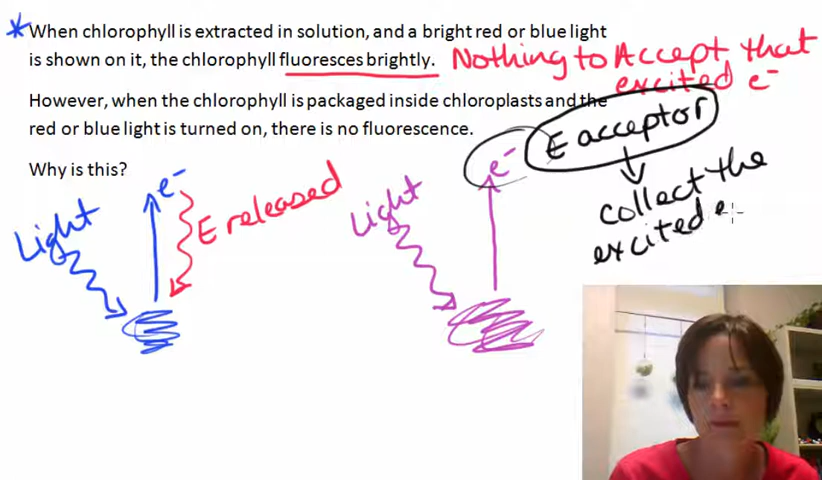 * When chlorophyll is extracted in solution, and a bright red or blue light
is shown on it, the chlorophyll fluoresces brightly. Nothing to Accept that
excited e-
However, when the chlorophyll is packaged inside chloroplasts and the
red or blue light is turned on, there is no fluorescence.
Why is this?
Light
e-
E released
Light
e-
E acceptor
collect the
excited e